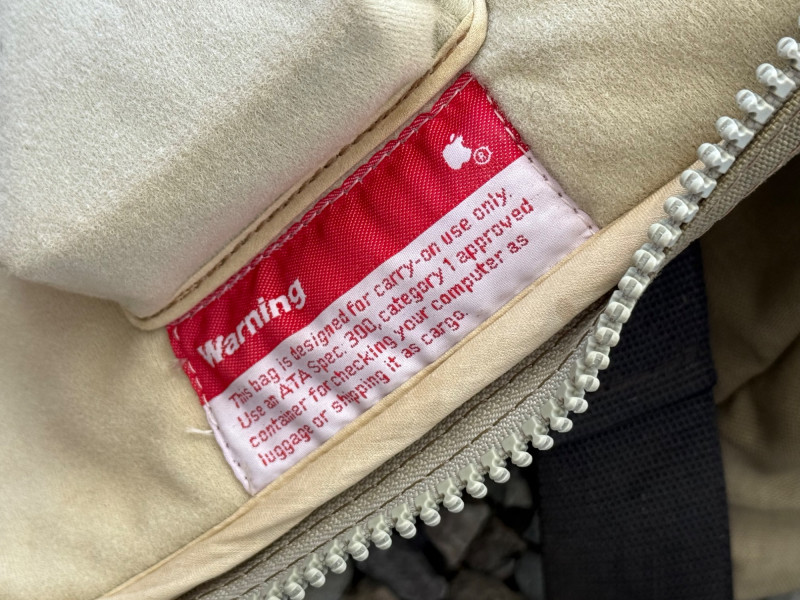 ®
Warning
This bag is designed for carry-on use only.
Use an ATA Spec. 300, category 1 approved
container for checking your computer as
luggage or shipping it as cargo.